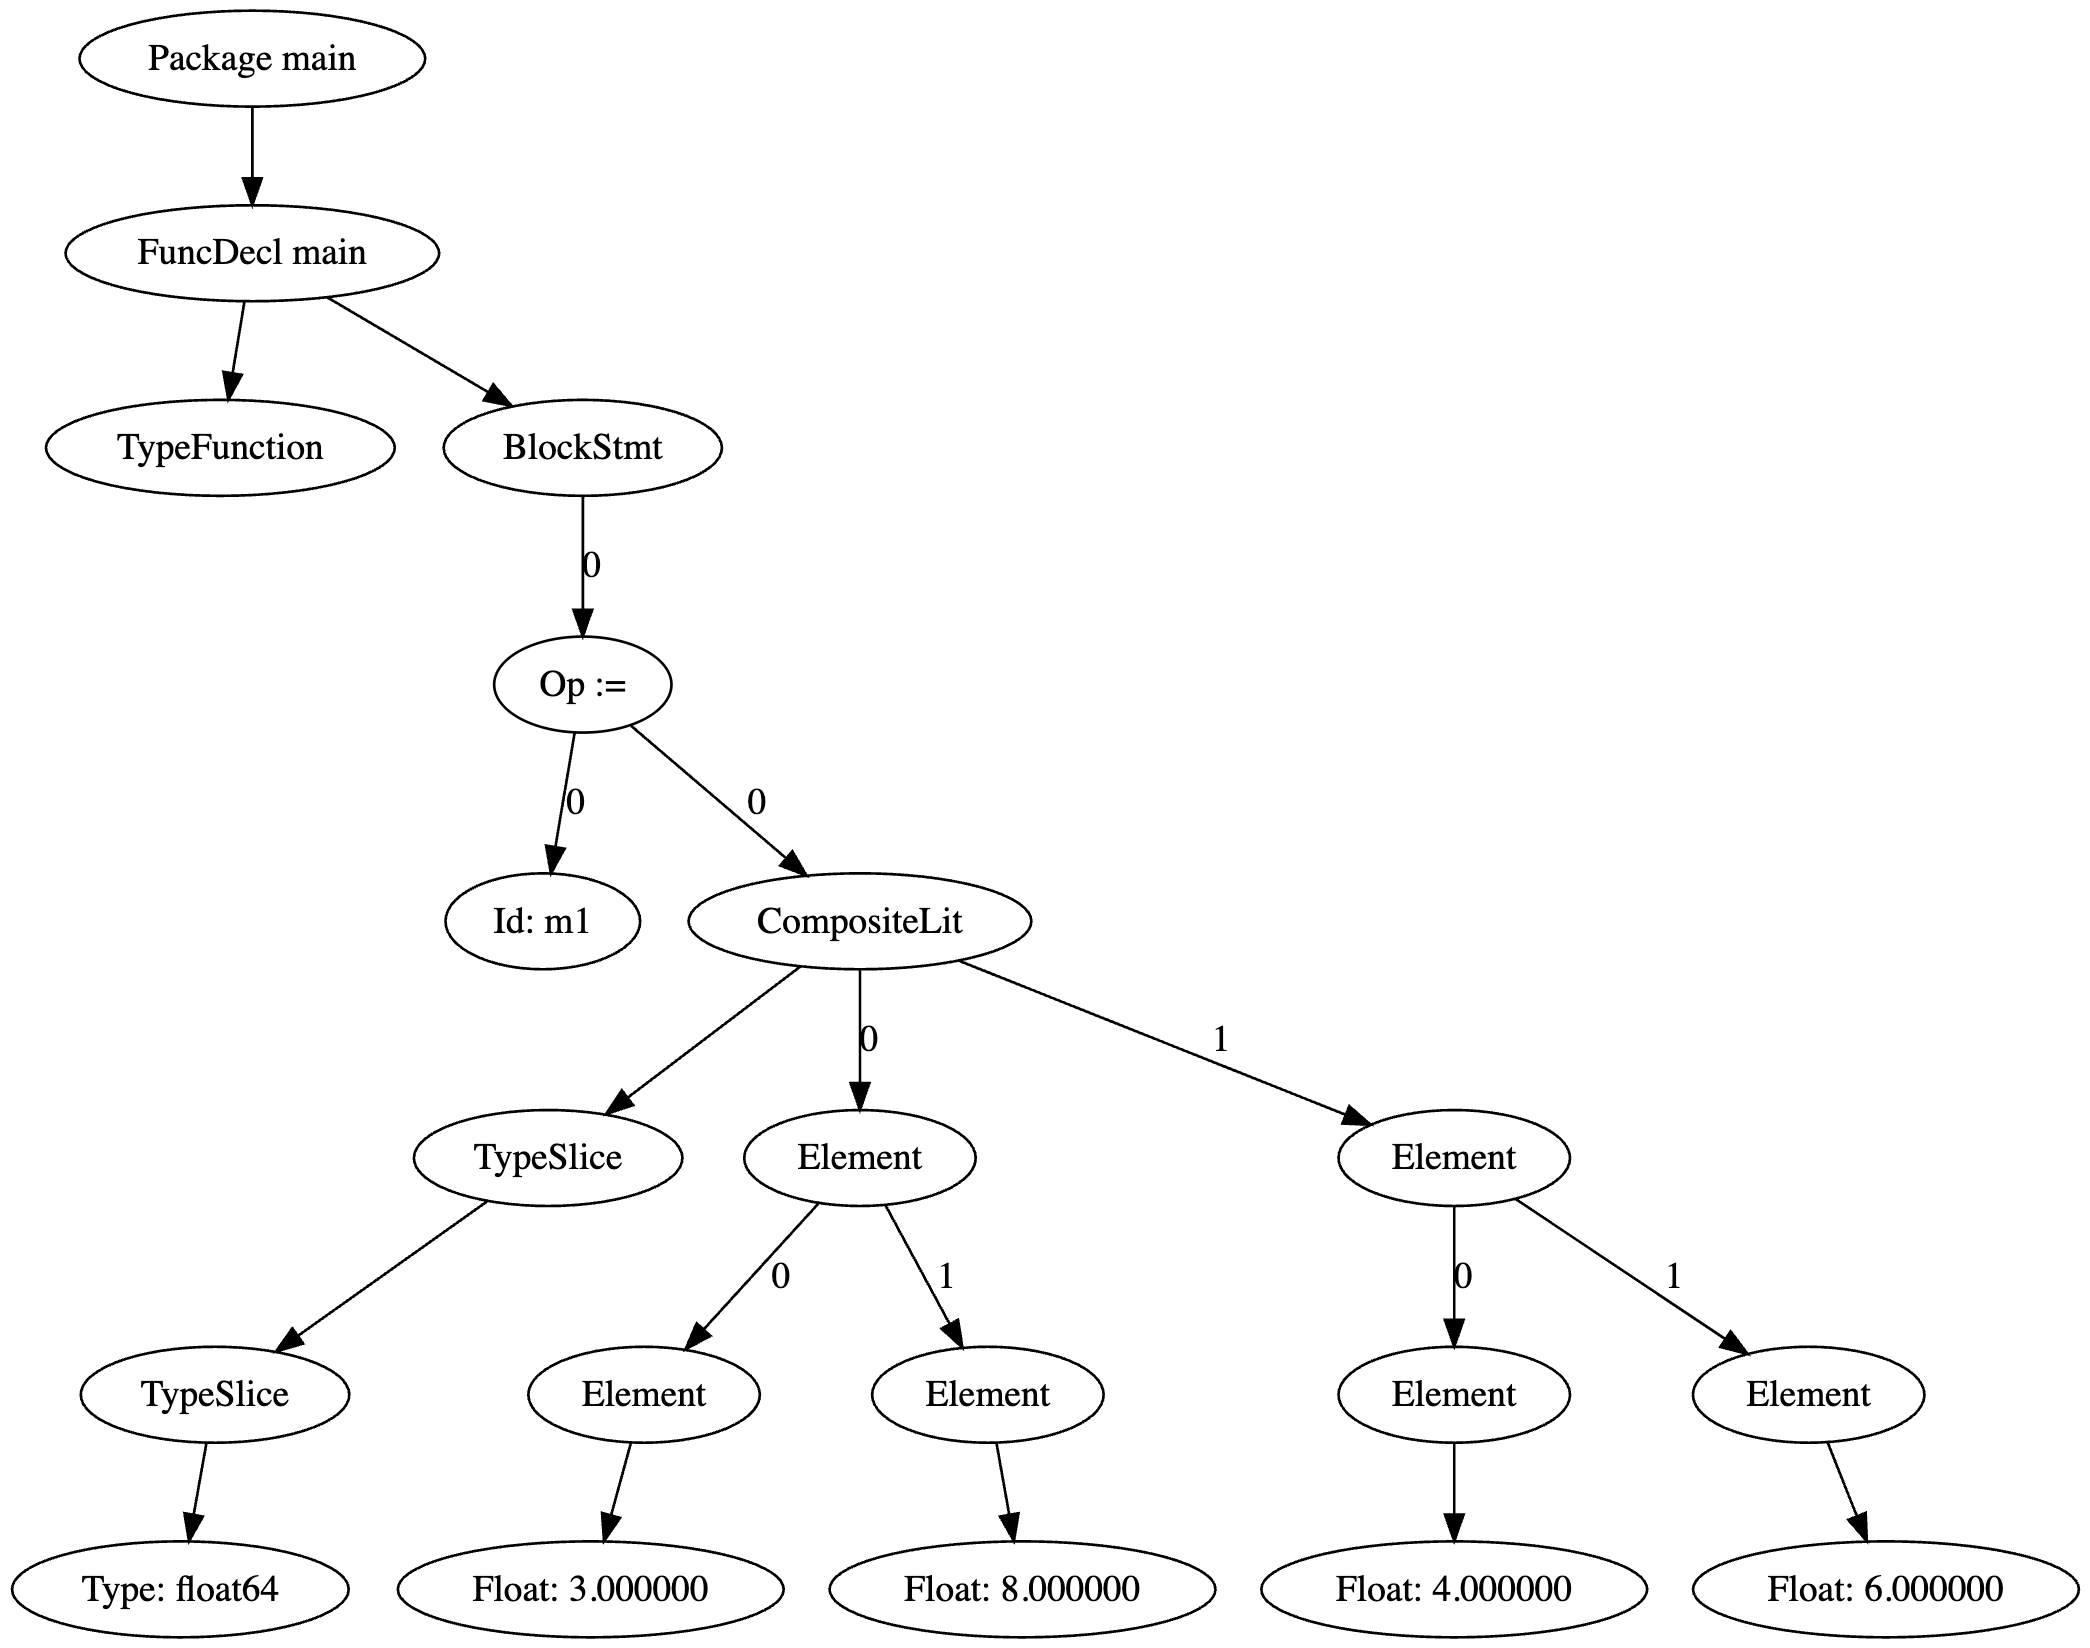 Package main
FuncDecl main
TypeFunction
BlockStmt
0
Op :=
0
0
Id: m1
CompositeLit
0
1
TypeSlice
Element
Element
0
1
0
1
TypeSlice
Element
Element
Element
Element
Type: float64
Float: 3.000000
Float: 8.000000
Float: 4.000000
Float: 6.000000